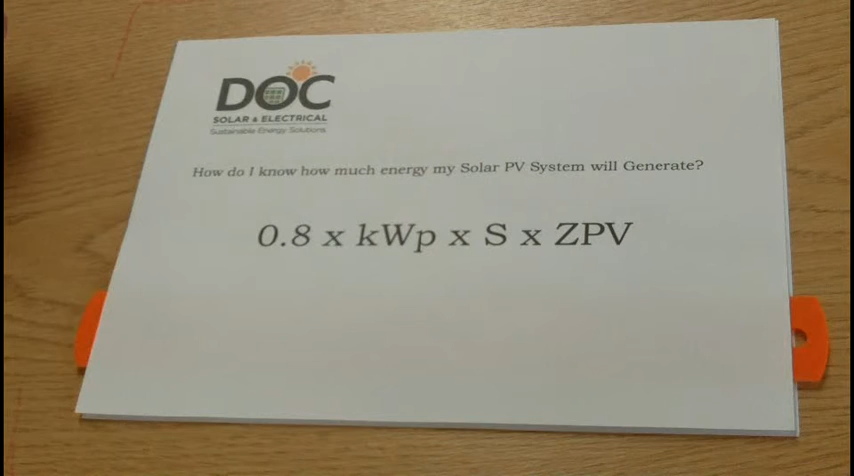 DOC
SOLAR & ELECTRICAL
Sustainable Energy Solutions
How do I know how much energy my Solar PV System will Generate?
0.8 x kWp x S x ZPV